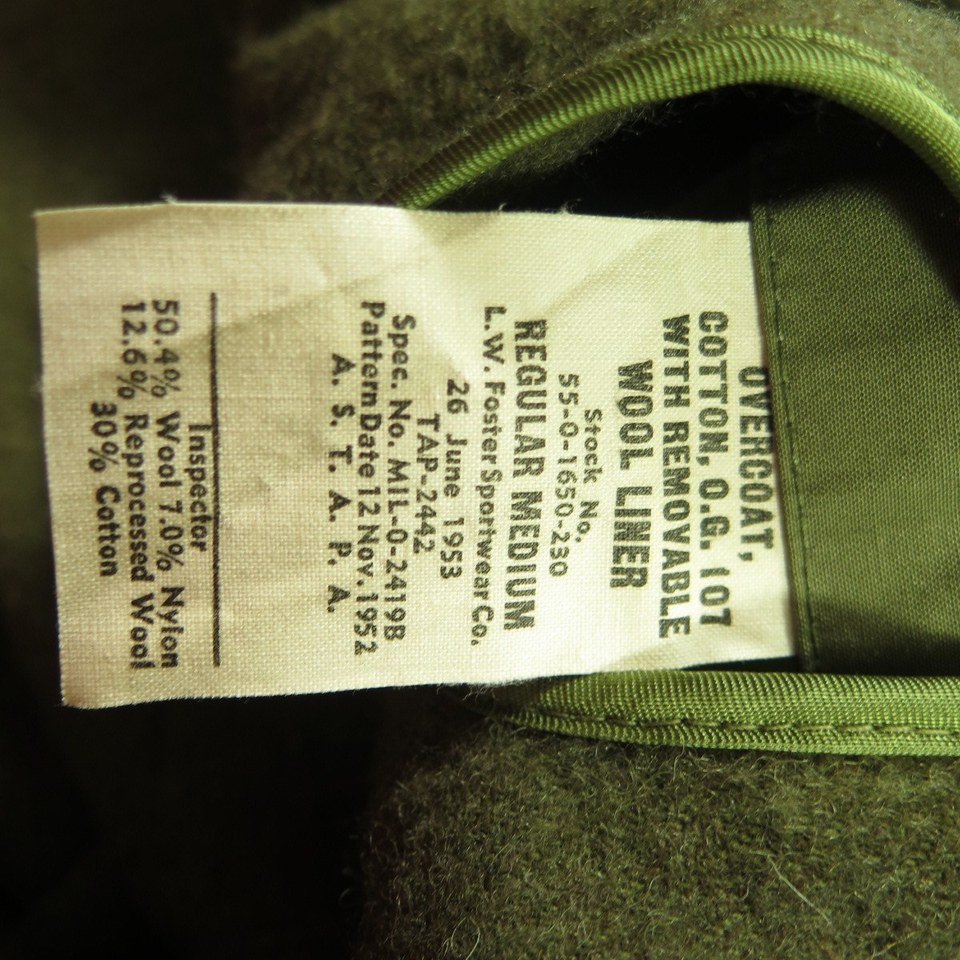 OVERCOAT,
COTTON, O.G. 107
WITH REMOVABLE
WOOL LINER
Stock No.
55-0-1650-230
REGULAR MEDIUM
L.W. Foster Sportwear Co.
26 June 1953
TAP-2442
Spec. No. MIL-0-2419B
Pattern Date 12 Nov. 1952
A. S. T. A. P. A.
Inspector
50.4% Wool 7.0% Nylon
12.6% Reprocessed Wool
30% Cotton